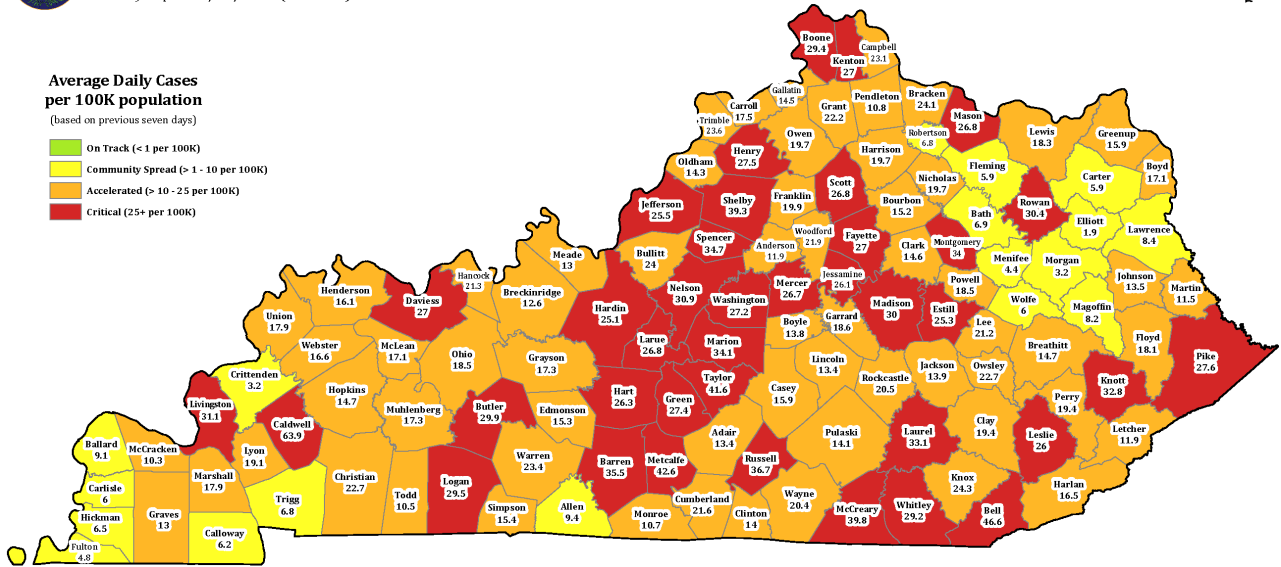 Average Daily Cases
per 100K population
(based on previous seven days)
On Track (< 1 per 100K)
Community Spread (> 1 - 10 per 100K)
Accelerated (> 10 - 25 per 100K)
Critical (25+ per 100K)
Boone
29.4
Kenton
27
Campbell
23.1
Gallatin
14.5
Carroll
17.5
Trimble
23.6
Grant
22.2
Pendleton
10.8
Bracken
24.1
Mason
26.8
Robertson
6.8
Lewis
18.3
Greenup
15.9
Boyd
17.1
Oldham
14.3
Henry
27.5
Owen
19.7
Harrison
19.7
Nicholas
19.7
Fleming
5.9
Carter
5.9
Rowan
30.4
Elliott
1.9
Lawrence
8.4
Jefferson
25.5
Shelby
39.3
Franklin
19.9
Scott
26.8
Bourbon
15.2
Bath
6.9
Spencer
34.7
Anderson
11.9
Woodford
21.9
Fayette
27
Clark
14.6
Montgomery
34
Menifee
4.4
Morgan
3.2
Johnson
13.5
Martin
11.5
Meade
13
Bullitt
24
Hancock
21.3
Breckinridge
12.6
Henderson
16.1
Daviess
27
Union
17.9
Hardin
25.1
Nelson
30.9
Washington
27.2
Mercer
26.7
Jessamine
26.1
Madison
30
Estill
25.3
Powell
18.5
Wolfe
6
Magoffin
8.2
Floyd
18.1
Pike
27.6
Webster
16.6
McLean
17.1
Ohio
18.5
Grayson
17.3
Larue
26.8
Marion
34.1
Boyle
13.8
Garrard
18.6
Lee
21.2
Breathitt
14.7
Crittenden
3.2
Livingston
31.1
Hopkins
14.7
Muhlenberg
17.3
Butler
29.9
Edmonson
15.3
Hart
26.3
Green
27.4
Taylor
41.6
Casey
15.9
Lincoln
13.4
Rockcastle
20.5
Jackson
13.9
Owsley
22.7
Perry
19.4
Knott
32.8
Caldwell
63.9
Lyon
19.1
Ballard
9.1
McCracken
10.3
Marshall
17.9
Carlisle
6
Hickman
6.5
Fulton
4.8
Graves
13
Calloway
6.2
Trigg
6.8
Christian
22.7
Todd
10.5
Logan
29.5
Warren
23.4
Simpson
15.4
Allen
9.4
Barren
35.5
Metcalfe
42.6
Adair
13.4
Russell
36.7
Pulaski
14.1
Laurel
33.1
Clay
19.4
Leslie
26
Letcher
11.9
Harlan
16.5
Knox
24.3
Bell
46.6
Whitley
29.2
McCreary
39.8
Wayne
20.4
Clinton
14
Cumberland
21.6
Monroe
10.7